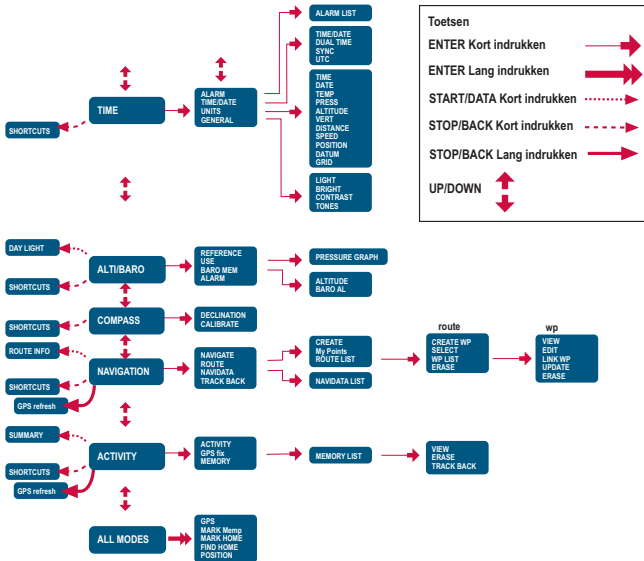 ALARM LIST
TIME/DATE
DUAL TIME
SYNC
UTC
TIME
SHORTCUTS
ALARM
TIME/DATE
UNITS
GENERAL
TIME
DATE
TEMP
PRESS
ALTITUDE
VERT
DISTANCE
SPEED
POSITION
DATUM
GRID
LIGHT
BRIGHT
CONTRAST
TONES
Toetsen
ENTER Kort indrukken
ENTER Lang indrukken
START/DATA Kort indrukken
STOP/BACK Kort indrukken
STOP/BACK Lang indrukken
UP/DOWN
DAY LIGHT
ALTI/BARO
SHORTCUTS
REFERENCE
USE
BARO MEM
ALARM
PRESSURE GRAPH
ALTITUDE
BARO AL
SHORTCUTS
COMPASS
DECLINATION
CALIBRATE
ROUTE INFO
NAVIGATION
SHORTCUTS
GPS refresh
NAVIGATE
ROUTE
NAVIDATA
TRACK BACK
CREATE
My Points
ROUTE LIST
NAVIDATA LIST
route
CREATE WP
SELECT
WP LIST
ERASE
wp
VIEW
EDIT
LINK WP
UPDATE
ERASE
SUMMARY
ACTIVITY
SHORTCUTS
GPS refresh
ACTIVITY
GPS fix
MEMORY
MEMORY LIST
VIEW
ERASE
TRACK BACK
ALL MODES
GPS
MARK Memp
MARK HOME
FIND HOME
POSITION